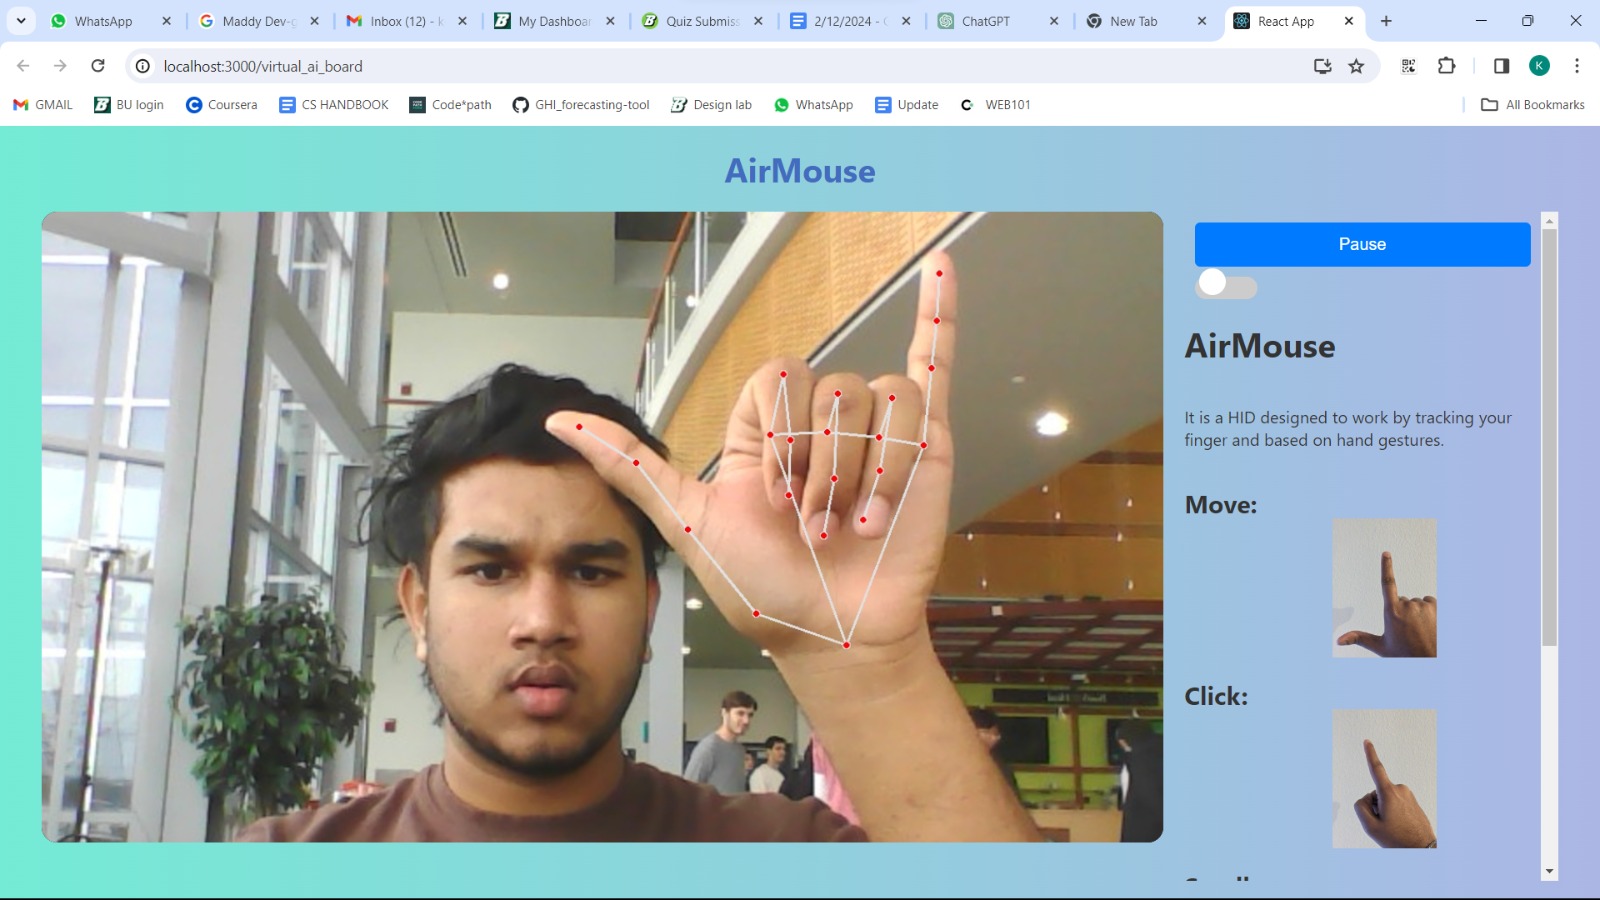 WhatsApp
Maddy Dev-g
Inbox (12) - k
My Dashboar
Quiz Submiss
2/12/2024 - C
ChatGPT
New Tab
React App
localhost:3000/virtual_ai_board
K
GMAIL
BU login
Coursera
CS HANDBOOK
Code*path
GHI_forecasting-tool
Design lab
WhatsApp
Update
WEB101
All Bookmarks
AirMouse
Pause
AirMouse
It is a HID designed to work by tracking your
finger and based on hand gestures.
Move:
Click: